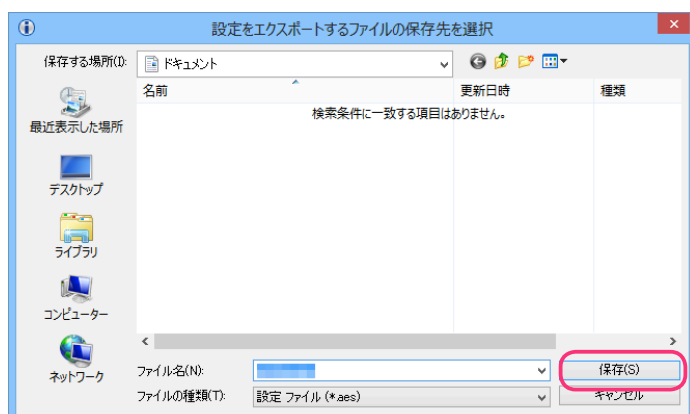 設定をエクスポートするファイルの保存先を選択
保存する場所(I):
ドキュメント
名前
更新日時
種類
検索条件に一致する項目はありません。
最近表示した場所
デスクトップ
ライブラリ
コンピューター
ネットワーク
ファイル名(N):
保存(S)
ファイルの種類(T):
設定 ファイル (*.aes)
キャンセル